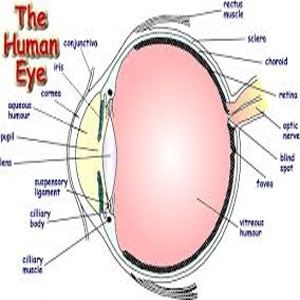 The
Human
Eye
rectus
muscle
conjunctiva
sclera
iris
choroid
cornea
retina
aqueous
humour
optic
nerve
pupil
blind
spot
lens
fovea
suspensory
ligament
ciliary
body
vitreous
humour
ciliary
muscle